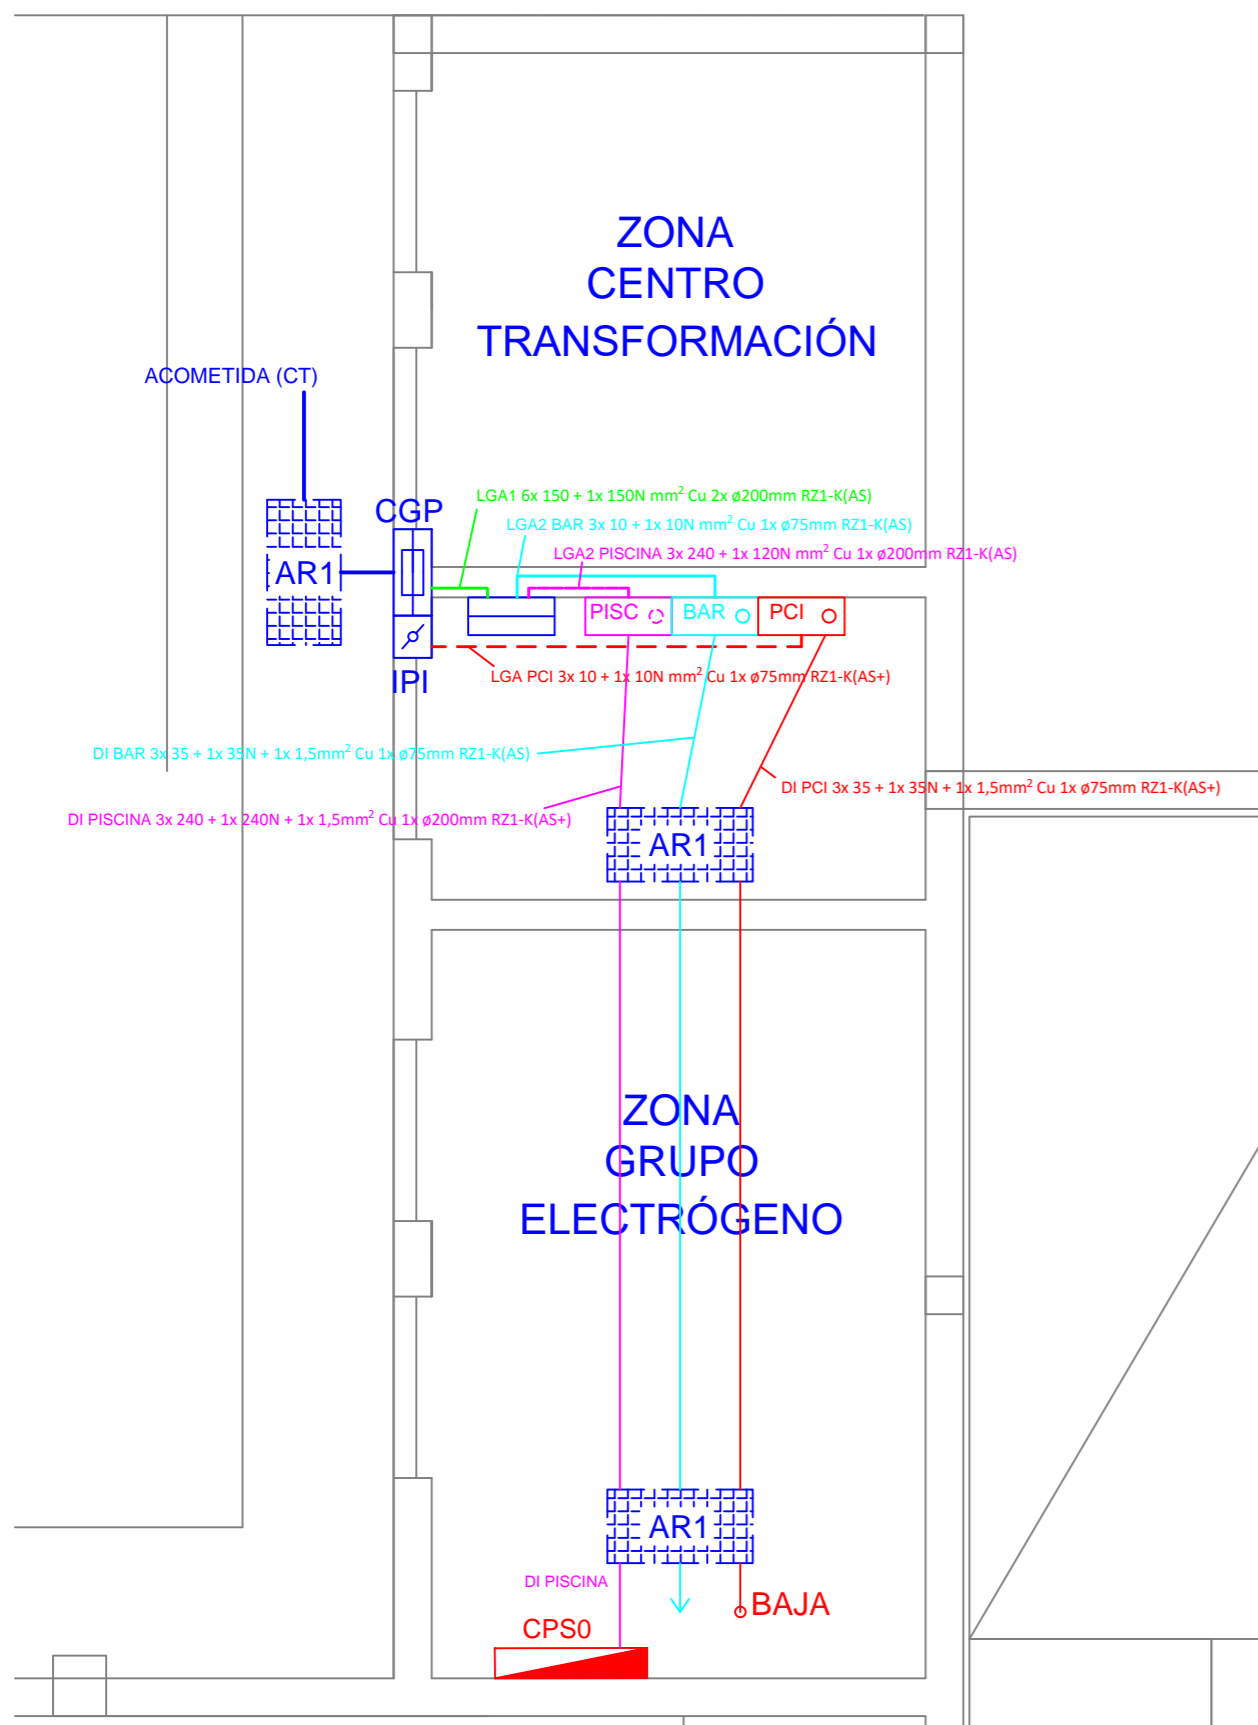 ZONA
CENTRO
TRANSFORMACIÓN
ACOMETIDA (CT)
LGA1 6x 150 + 1x 150N mm² Cu 2x ø200mm RZ1-K(AS)
CGP
LGA2 BAR 3x 10 + 1x 10N mm² Cu 1x ø75mm RZ1-K(AS)
LGA2 PISCINA 3x 240 + 1x 120N mm² Cu 1x ø200mm RZ1-K(AS)
AR1
PISC
BAR
PCI
IPI
LGA PCI 3x 10 + 1x 10N mm² Cu 1x ø75mm RZ1-K(AS+)
DI BAR 3x 35 + 1x 35N + 1x 1,5mm² Cu 1x ø75mm RZ1-K(AS)
DI PCI 3x 35 + 1x 35N + 1x 1,5mm² Cu 1x ø75mm RZ1-K(AS+)
DI PISCINA 3x 240 + 1x 240N + 1x 1,5mm² Cu 1x ø200mm RZ1-K(AS+)
AR1
ZONA
GRUPO
ELECTRÓGENO
AR1
DI PISCINA
BAJA
CPS0